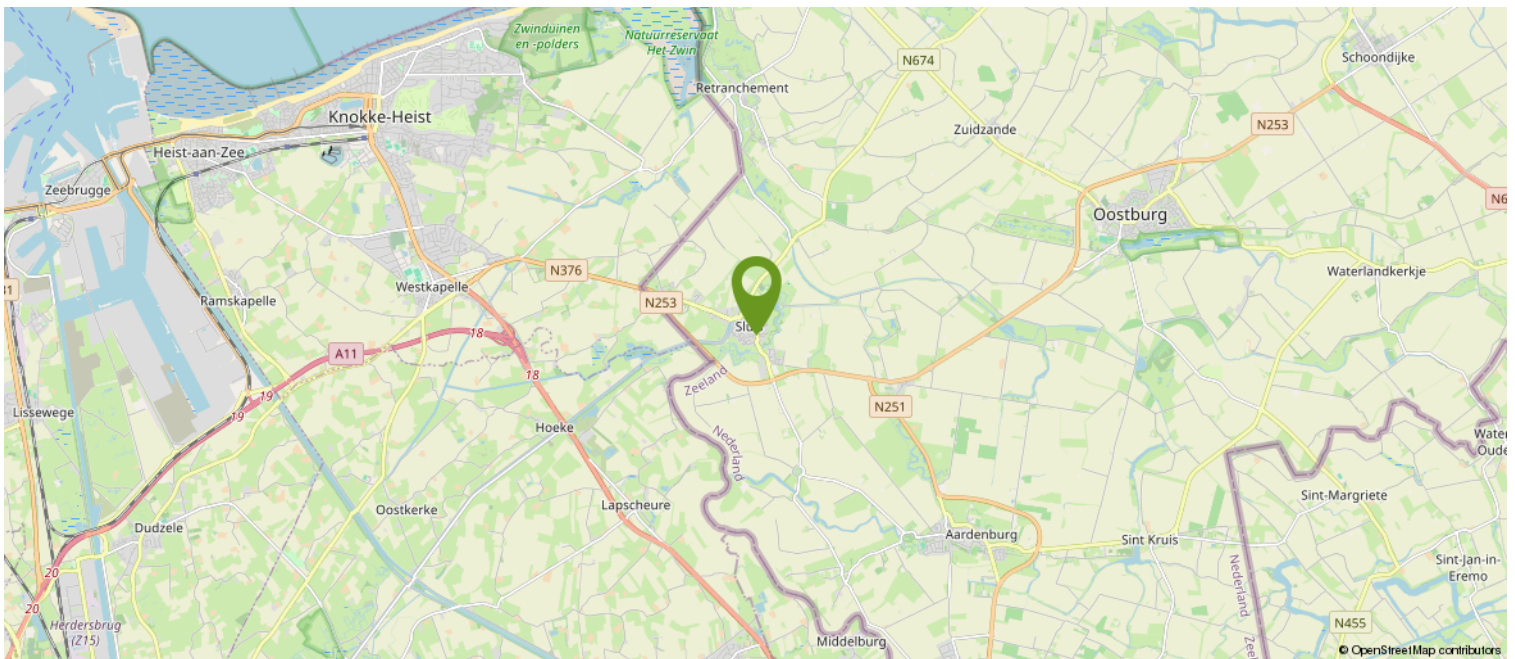 Zwinduinen
en -polders
Natuurreservaat
Het Zwin
N674
Schoondijke
Retranchement
Knokke-Heist
N253
Zuidzande
Heist-aan-Zee
Zeebrugge
Oostburg
N376
Waterlandkerkje
Westkapelle
Ramskapelle
N253
18
A11
18
Zeeland
19
19
N251
Lissewege
Hoeke
Nederland
Sint-Margriete
Lapscheure
Oostkerke
Dudzele
Aardenburg
Sint Kruis
Sint-Jan-in-
Eremo
20
Nederland
20
Herdersbrug
(Z15)
N455
Middelburg
© OpenStreetMap contributors